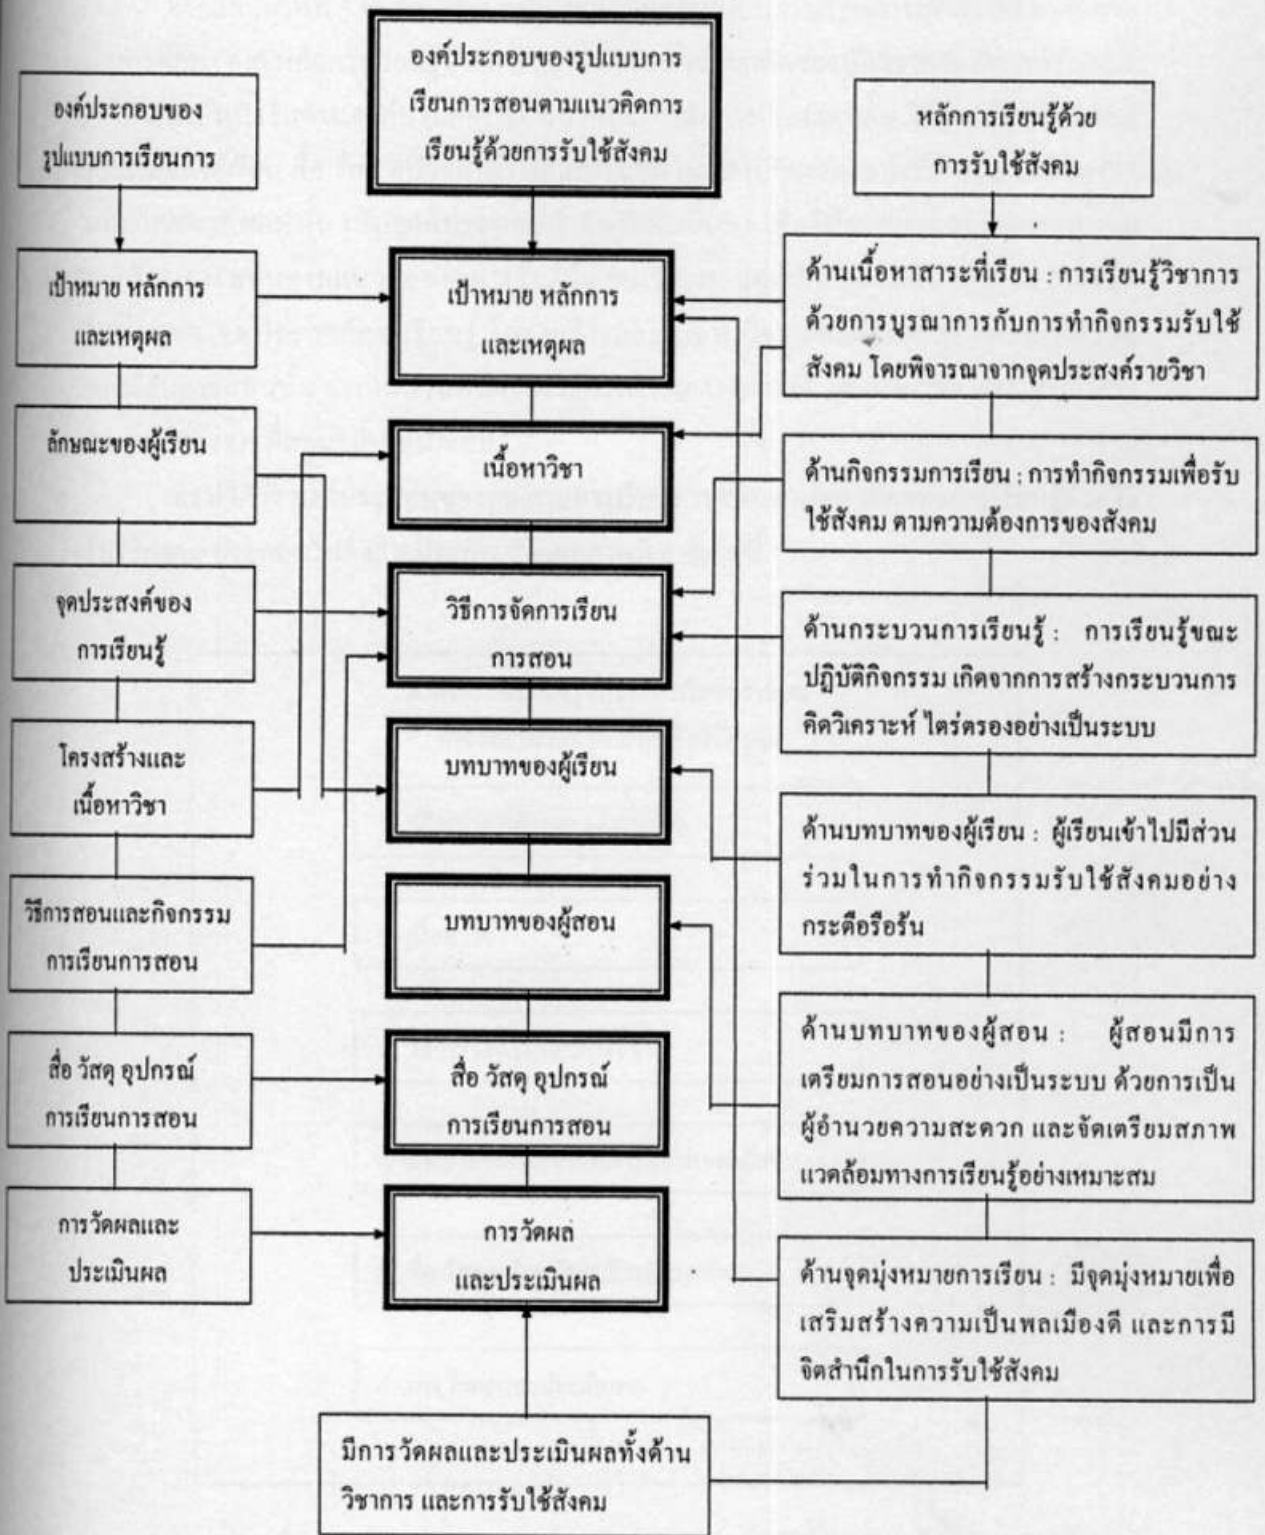 องค์ประกอบของ
รูปแบบการเรียนการ
เป้าหมาย หลักการ
และเหตุผล
ลักษณะของผู้เรียน
จุดประสงค์ของ
การเรียนรู้
โครงสร้างและ
เนื้อหาวิชา
วิธีการสอนและกิจกรรม
การเรียนการสอน
สื่อ วัสดุ อุปกรณ์
การเรียนการสอน
การวัดผลและ
ประเมินผล
องค์ประกอบของรูปแบบการ
เรียนการสอนตามแนวคิดการ
เรียนรู้ด้วยการรับใช้สังคม
เป้าหมาย หลักการ
และเหตุผล
เนื้อหาวิชา
วิธีการจัดการเรียน
การสอน
บทบาทของผู้เรียน
บทบาทของผู้สอน
สื่อ วัสดุ อุปกรณ์
การเรียนการสอน
การวัดผล
และประเมินผล
หลักการเรียนรู้ด้วย
การรับใช้สังคม
ด้านเนื้อหาสาระที่เรียน : การเรียนรู้วิชาการ
ด้วยการบูรณาการกับการทำกิจกรรมรับใช้
สังคม โดยพิจารณาจากจุดประสงค์รายวิชา
ด้านกิจกรรมการเรียน : การทำกิจกรรมเพื่อรับ
ใช้สังคม ตามความต้องการของสังคม
ด้านกระบวนการเรียนรู้ : การเรียนรู้ขณะ
ปฏิบัติกิจกรรม เกิดจากการสร้างกระบวนการ
คิดวิเคราะห์ ไตร่ตรองอย่างเป็นระบบ
ด้านบทบาทของผู้เรียน : ผู้เรียนเข้าไปมีส่วน
ร่วมในการทำกิจกรรมรับใช้สังคมอย่าง
กระตือรือร้น
ด้านบทบาทของผู้สอน : ผู้สอนมีการ
เตรียมการสอนอย่างเป็นระบบ ด้วยการเป็น
ผู้อำนวยความสะดวก และจัดเตรียมสภาพ
แวดล้อมทางการเรียนรู้อย่างเหมาะสม
ด้านจุดมุ่งหมายการเรียน : มีจุดมุ่งหมายเพื่อ
เสริมสร้างความเป็นพลเมืองดี และการมี
จิตสำนึกในการรับใช้สังคม
มีการวัดผลและประเมินผลทั้งด้าน
วิชาการ และการรับใช้สังคม